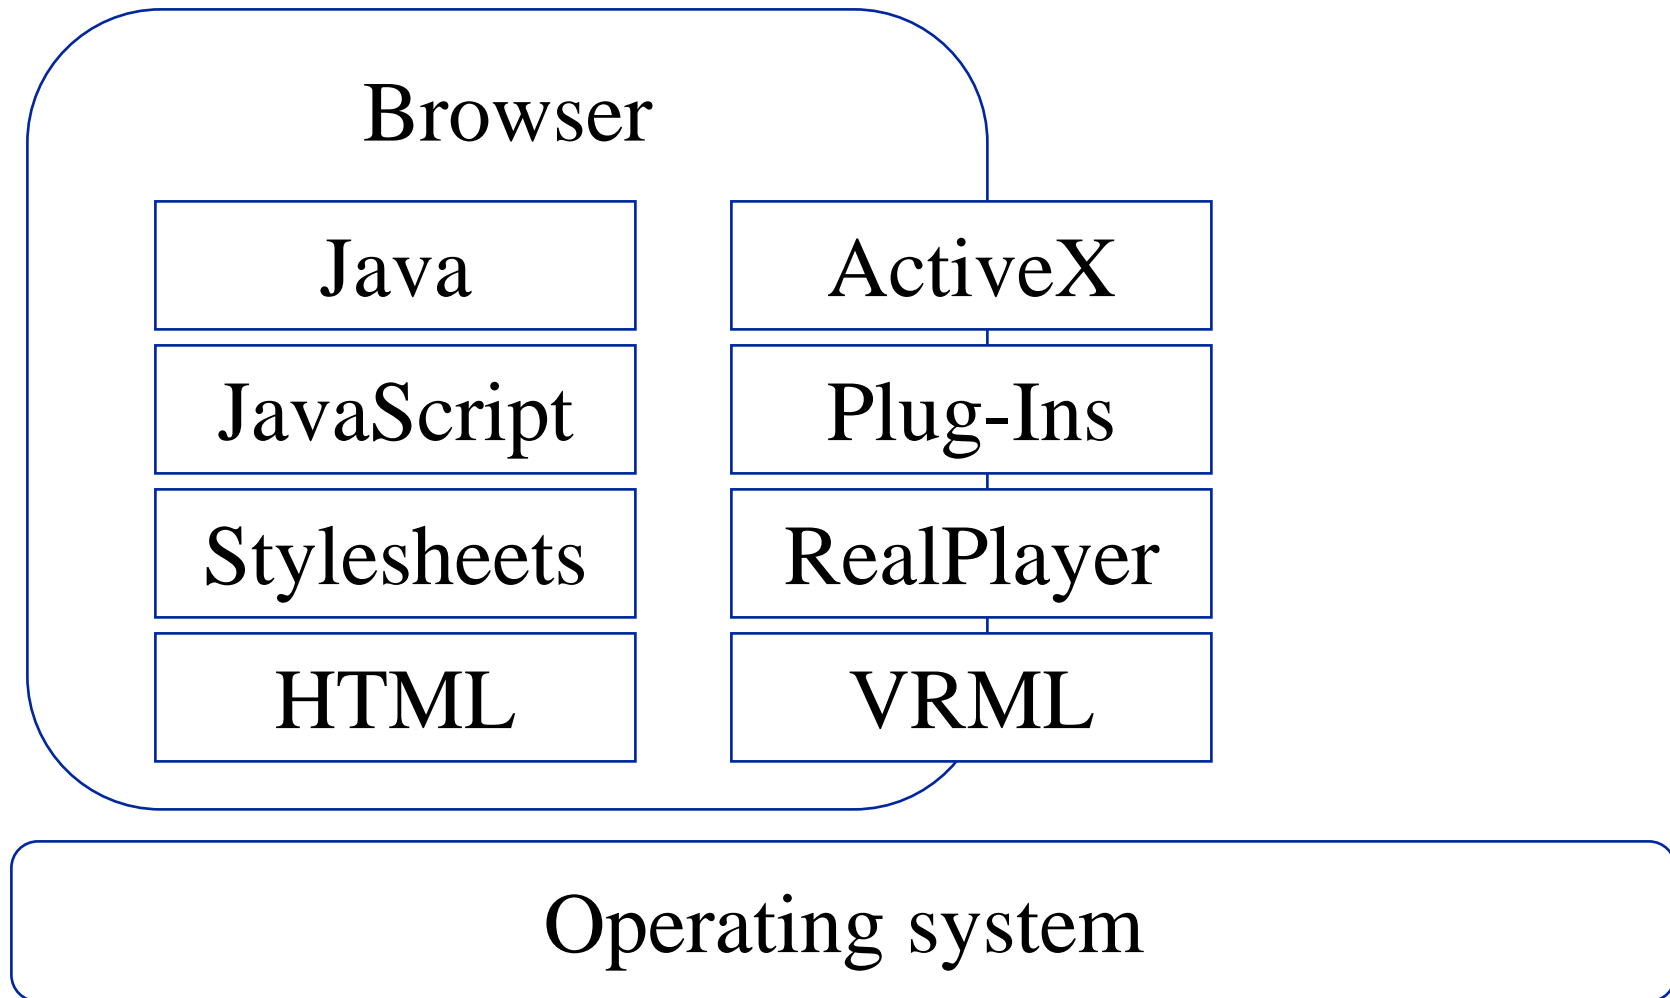 Browser
Java
JavaScript
Stylesheets
HTML
ActiveX
Plug-Ins
RealPlayer
VRML
Operating system